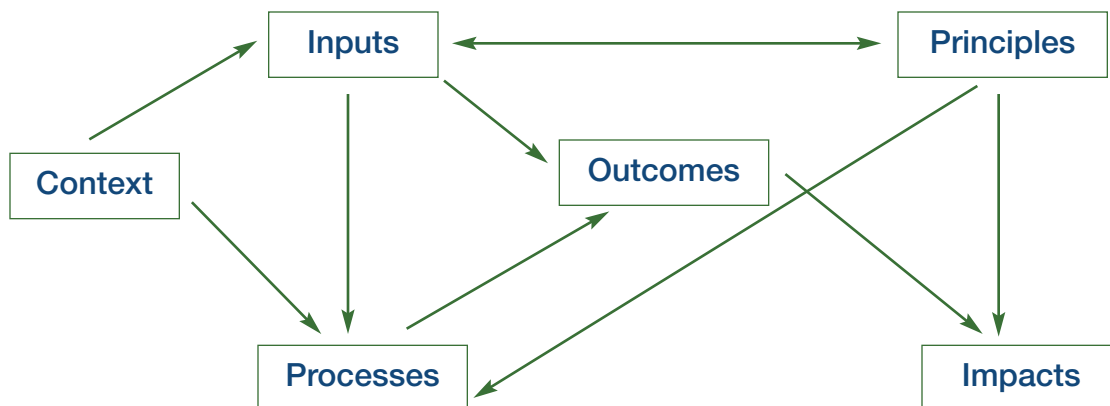 Inputs
Principles
Outcomes
Context
Processes
Impacts